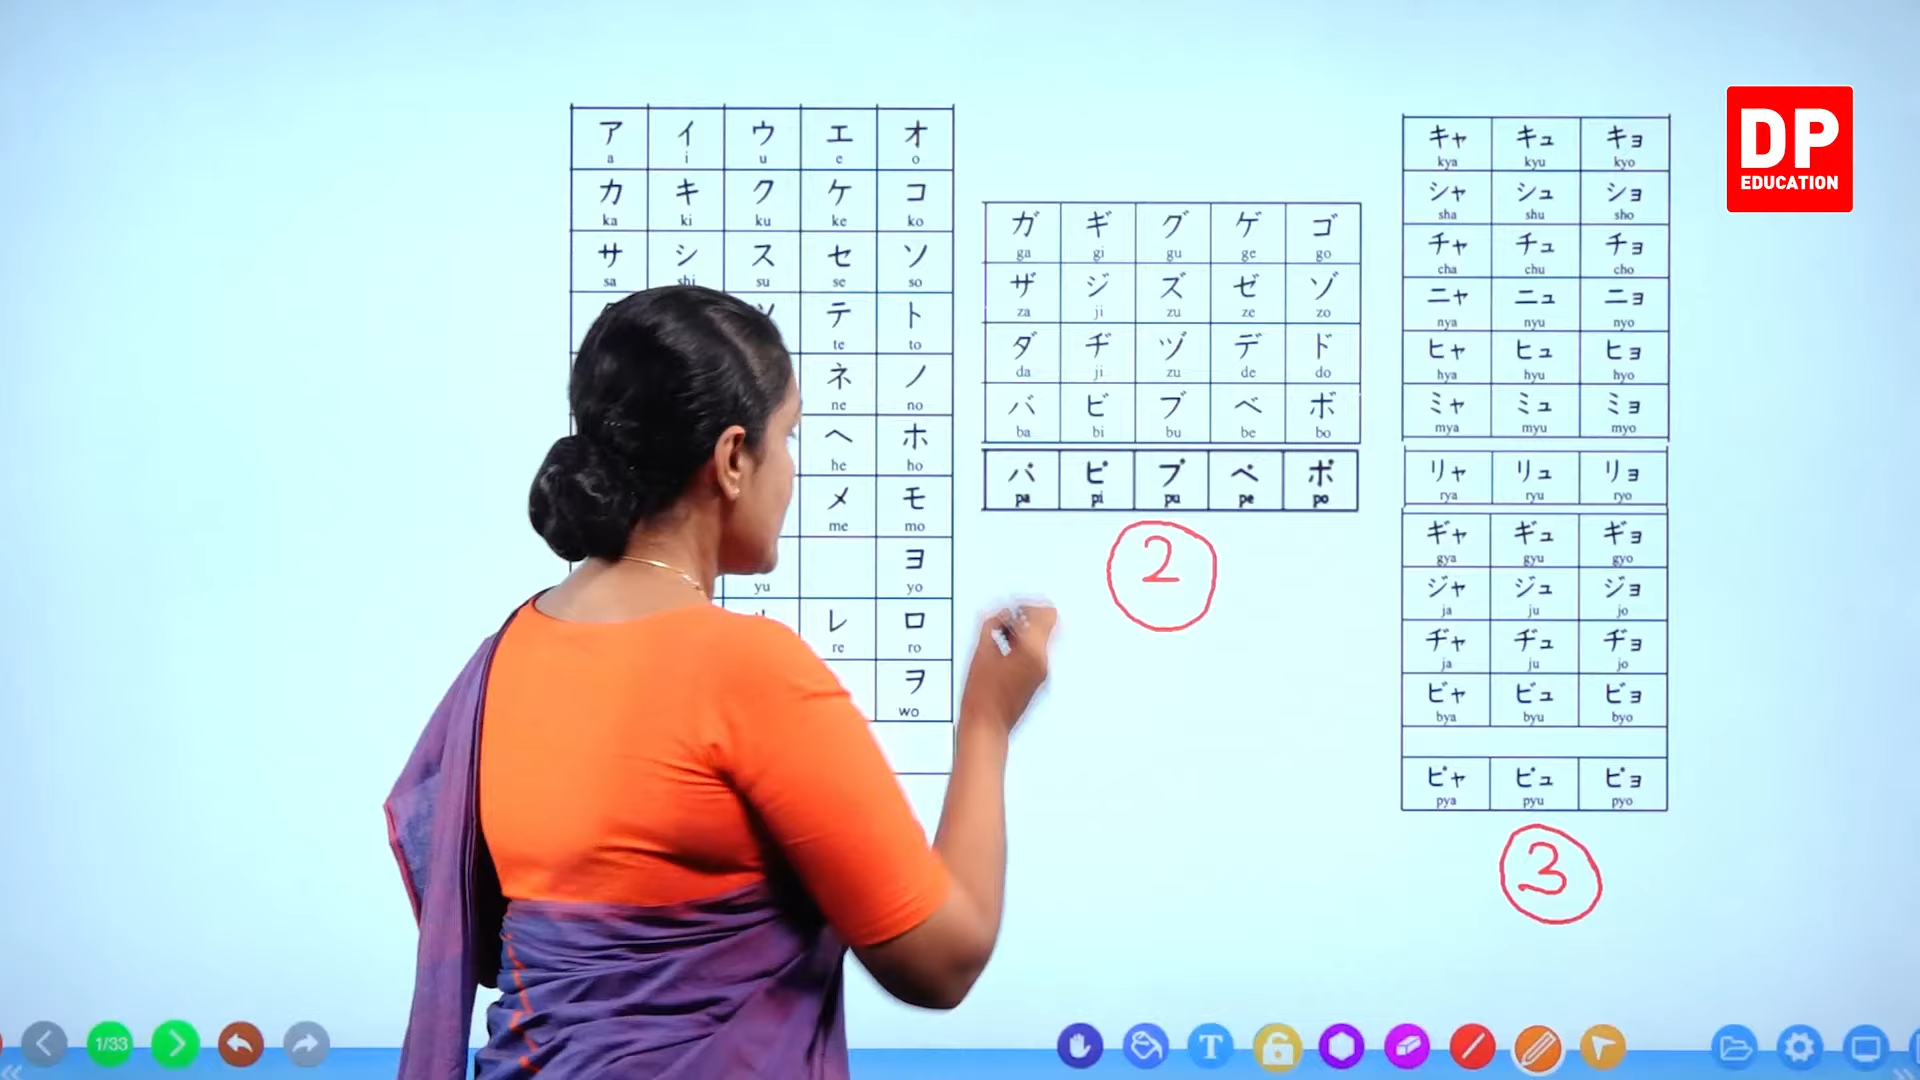 ア イ ウ エ オ
a i u e o
カ キ ク ケ コ
ka ki ku ke ko
サ シ ス セ ソ
sa shi su se so
テ ト
te to
ネ ノ
ne no
ヘ ホ
he ho
メ モ
me mo
ヨ
yu yo
レ ロ
re ro
ヲ
wo
ガ ギ グ ゲ ゴ
ga gi gu ge go
ザ ジ ズ ゼ ゾ
za ji zu ze zo
ダ ヂ ヅ デ ド
da ji zu de do
バ ビ ブ ベ ボ
ba bi bu be bo
パ ピ プ ペ ポ
pa pi pu pe po
2
キャ キュ キョ
kya kyu kyo
シャ シュ ショ
sha shu sho
チャ チュ チョ
cha chu cho
ニャ ニュ ニョ
nya nyu nyo
ヒャ ヒュ ヒョ
hya hyu hyo
ミャ ミュ ミョ
mya myu myo
リャ リュ リョ
rya ryu ryo
ギャ ギュ ギョ
gya gyu gyo
ジャ ジュ ジョ
ja ju jo
ヂャ ヂュ ヂョ
ja ju jo
ビャ ビュ ビョ
bya byu byo
ピャ ピュ ピョ
pya pyu pyo
3
DP
EDUCATION
1/33
T